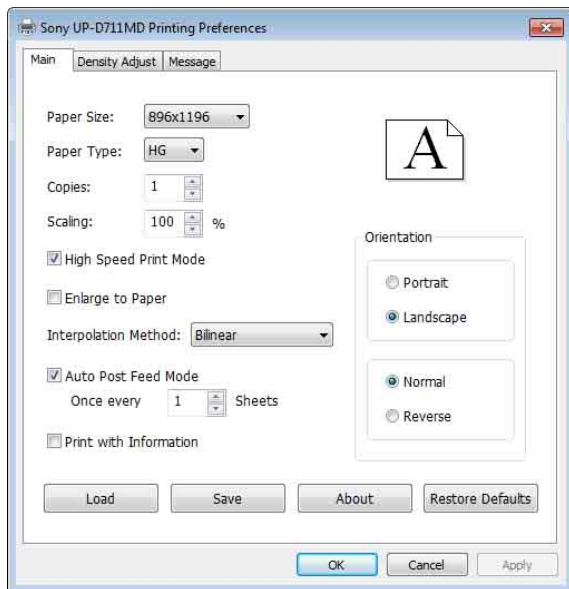 Sony UP-D711MD Printing Preferences
Main Density Adjust Message
Paper Size: 896x1196
Paper Type: HG
Copies: 1
Scaling: 100 %
High Speed Print Mode
Enlarge to Paper
Interpolation Method: Bilinear
Auto Post Feed Mode
Once every 1 Sheets
Print with Information
A
Orientation
Portrait
Landscape
Normal
Reverse
Load Save About Restore Defaults
OK Cancel Apply